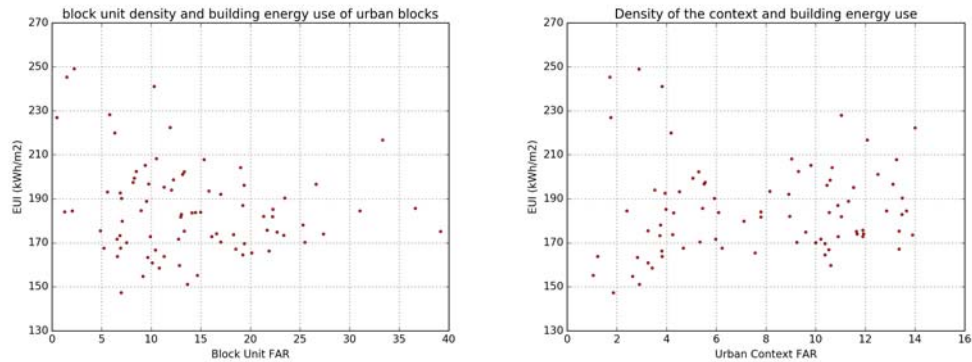 block unit density and building energy use of urban blocks
270
250
230
210
190
170
150
130
EUI (kWh/m2)
0 5 10 15 20 25 30 35 40
Block Unit FAR
Density of the context and building energy use
270
250
230
210
190
170
150
130
EUI (kWh/m2)
0 2 4 6 8 10 12 14 16
Urban Context FAR